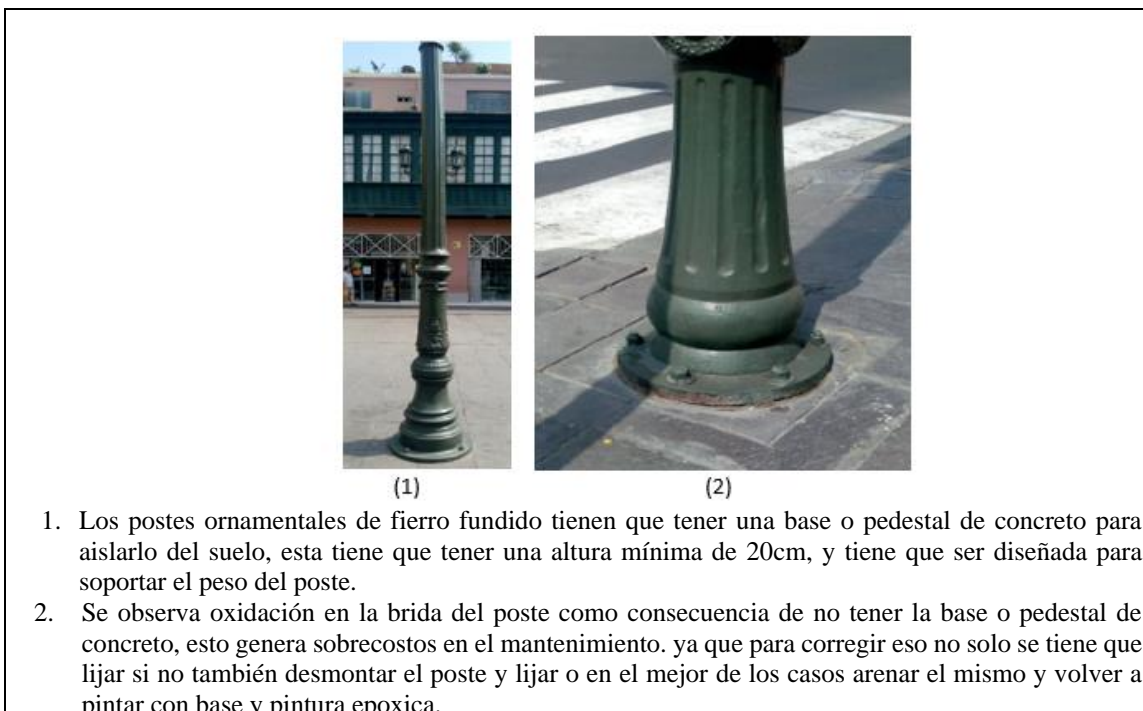 (1) (2)
1. Los postes ornamentales de fierro fundido tienen que tener una base o pedestal de concreto para
aislarlo del suelo, esta tiene que tener una altura mínima de 20cm, y tiene que ser diseñada para
soportar el peso del poste.
2. Se observa oxidación en la brida del poste como consecuencia de no tener la base o pedestal de
concreto, esto genera sobrecostos en el mantenimiento. ya que para corregir eso no solo se tiene que
lijar si no también desmontar el poste y lijar o en el mejor de los casos arenar el mismo y volver a
pintar con base y pintura epoxica.